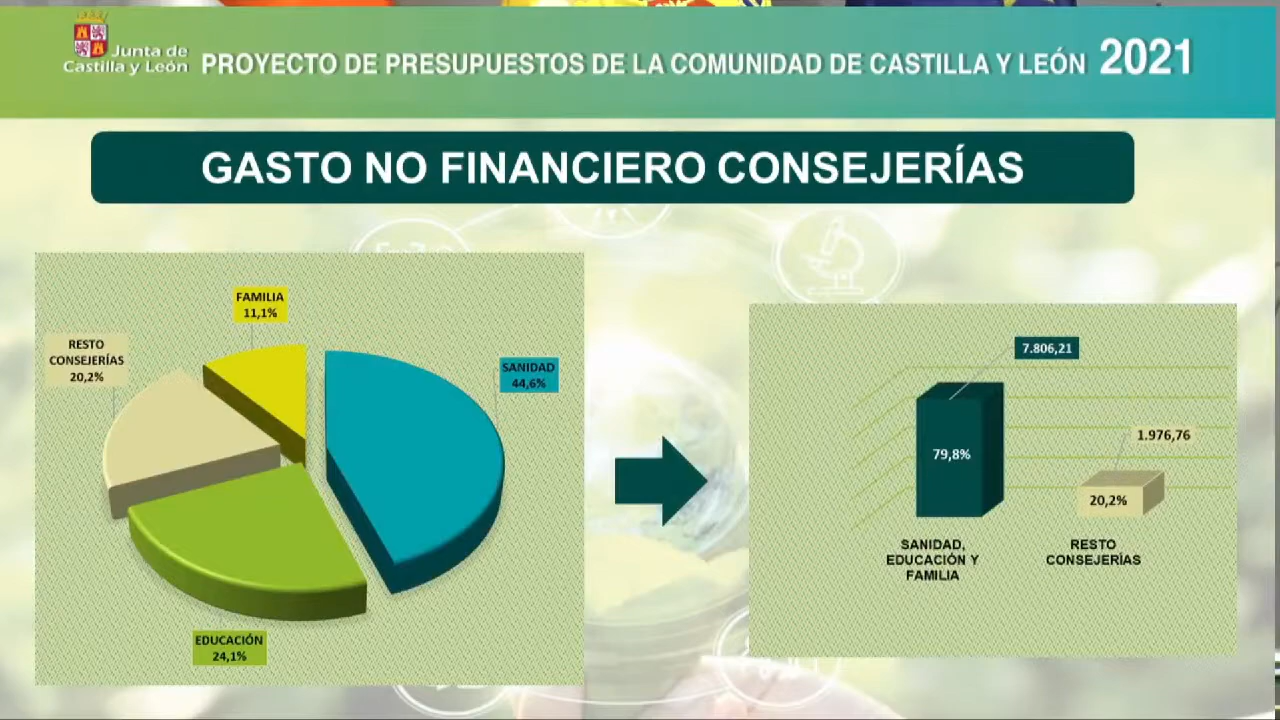 Junta de
Castilla y León
PROYECTO DE PRESUPUESTOS DE LA COMUNIDAD DE CASTILLA Y LEÓN 2021
GASTO NO FINANCIERO CONSEJERÍAS
FAMILIA
11,1%
RESTO
CONSEJERÍAS
20,2%
SANIDAD
44,6%
EDUCACIÓN
24,1%
7.806,21
1.976,76
79,8%
20,2%
SANIDAD,
EDUCACIÓN Y
FAMILIA
RESTO
CONSEJERÍAS